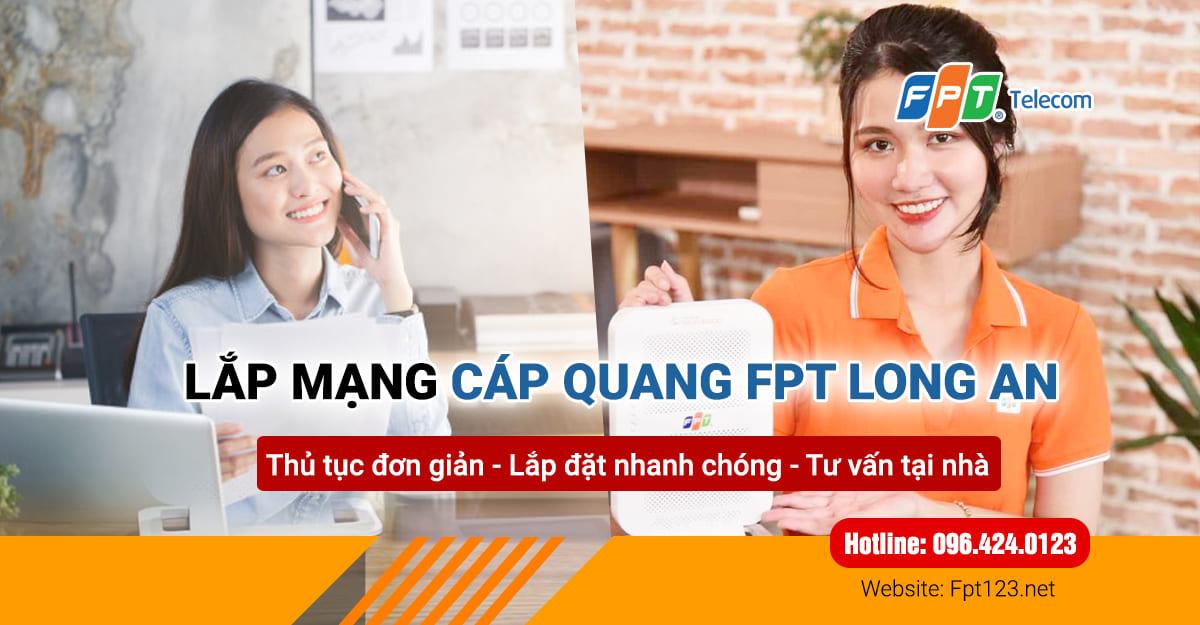 FPT Telecom
LẮP MẠNG CÁP QUANG FPT LONG AN
FPT
Thủ tục đơn giản - Lắp đặt nhanh chóng - Tư vấn tại nhà
Hotline: 096.424.0123
Website: Fpt123.net